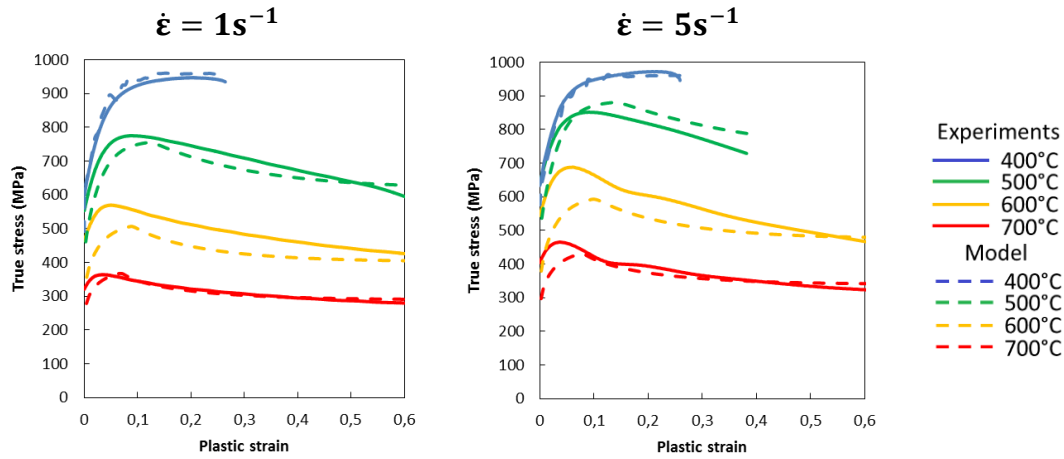 ε̇ = 1s⁻¹
ε̇ = 5s⁻¹
True stress (MPa)
1000
900
800
700
600
500
400
300
200
100
0
0 0,1 0,2 0,3 0,4 0,5 0,6
Plastic strain
True stress (MPa)
1000
900
800
700
600
500
400
300
200
100
0
0 0,1 0,2 0,3 0,4 0,5 0,6
Plastic strain
Experiments
400°C
500°C
600°C
700°C
Model
400°C
500°C
600°C
700°C